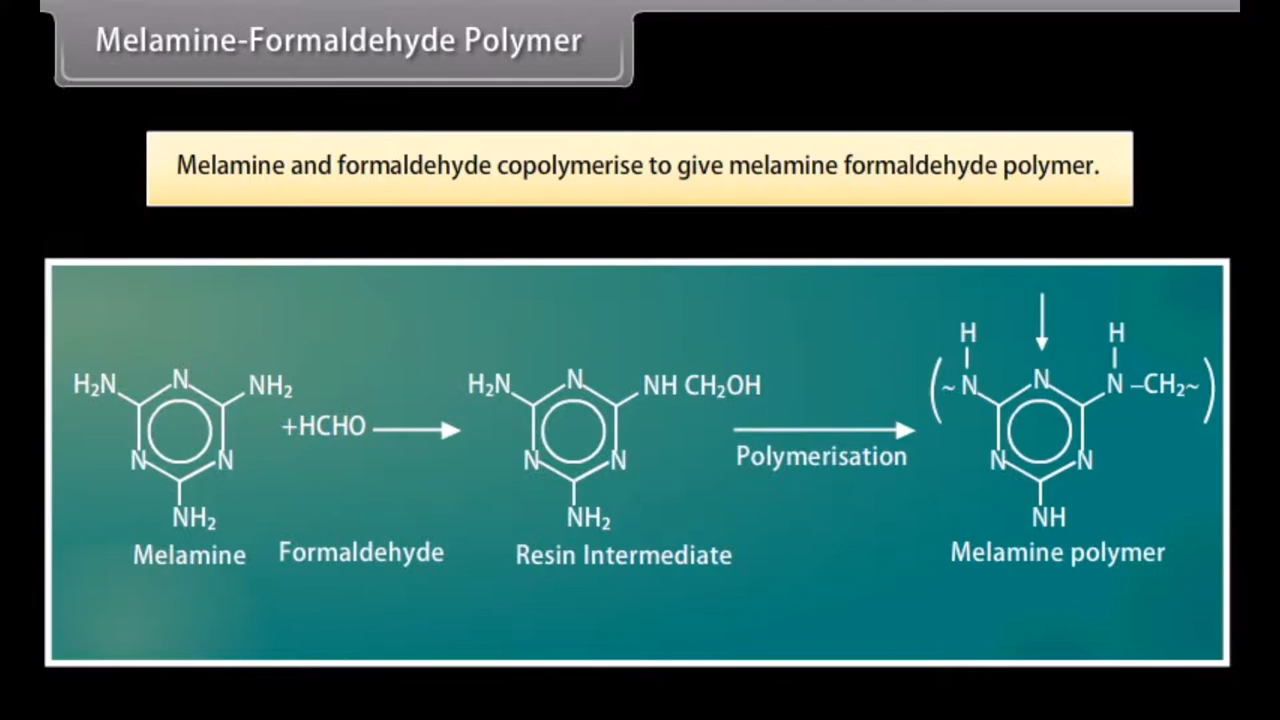 Melamine-Formaldehyde Polymer
Melamine and formaldehyde copolymerise to give melamine formaldehyde polymer.
H₂N N NH₂
N N
NH₂
+HCHO
Melamine
Formaldehyde
H₂N N NH CH₂OH
N N
NH₂
Resin Intermediate
Polymerisation
H H
(~N N N–CH₂~)
N N
NH
Melamine polymer